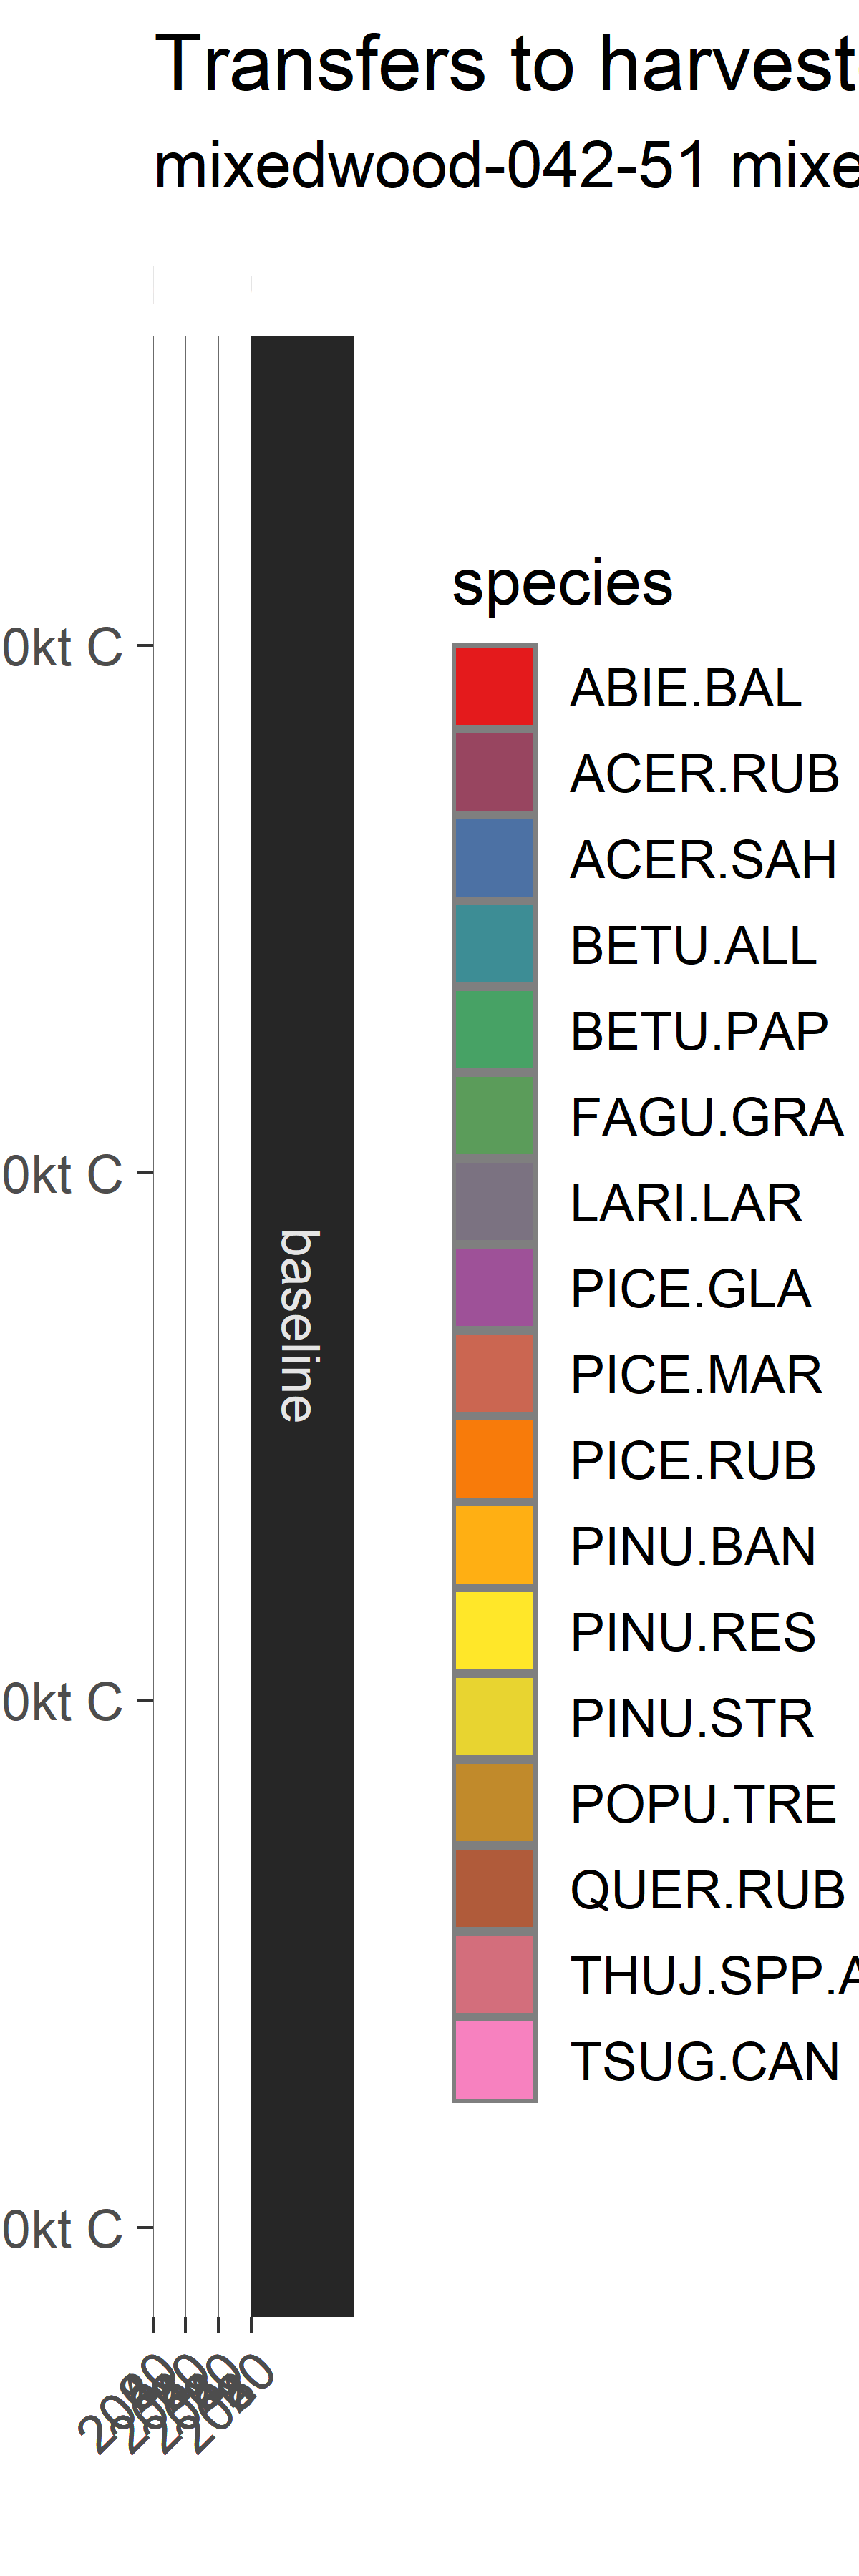 Transfers to harvest
mixedwood-042-51 mixe
0kt C
0kt C
0kt C
0kt C
baseline
species
ABIE.BAL
ACER.RUB
ACER.SAH
BETU.ALL
BETU.PAP
FAGU.GRA
LARI.LAR
PICE.GLA
PICE.MAR
PICE.RUB
PINU.BAN
PINU.RES
PINU.STR
POPU.TRE
QUER.RUB
THUJ.SPP.A
TSUG.CAN